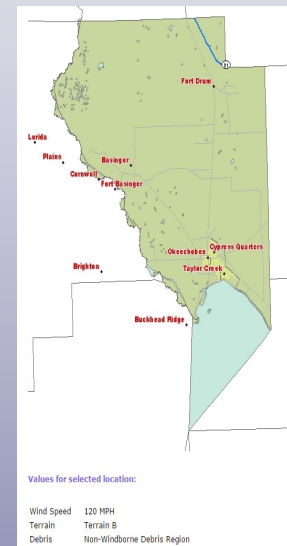 91
Fort Drum
Lorida
Plains
Basinger
Cornwell
Fort Basinger
Cypress Quarters
Okeechobee
Taylor Creek
Brighton
Buckhead Ridge
Values for selected location:
Wind Speed 120 MPH
Terrain Terrain B
Debris Non-Windborne Debris Region